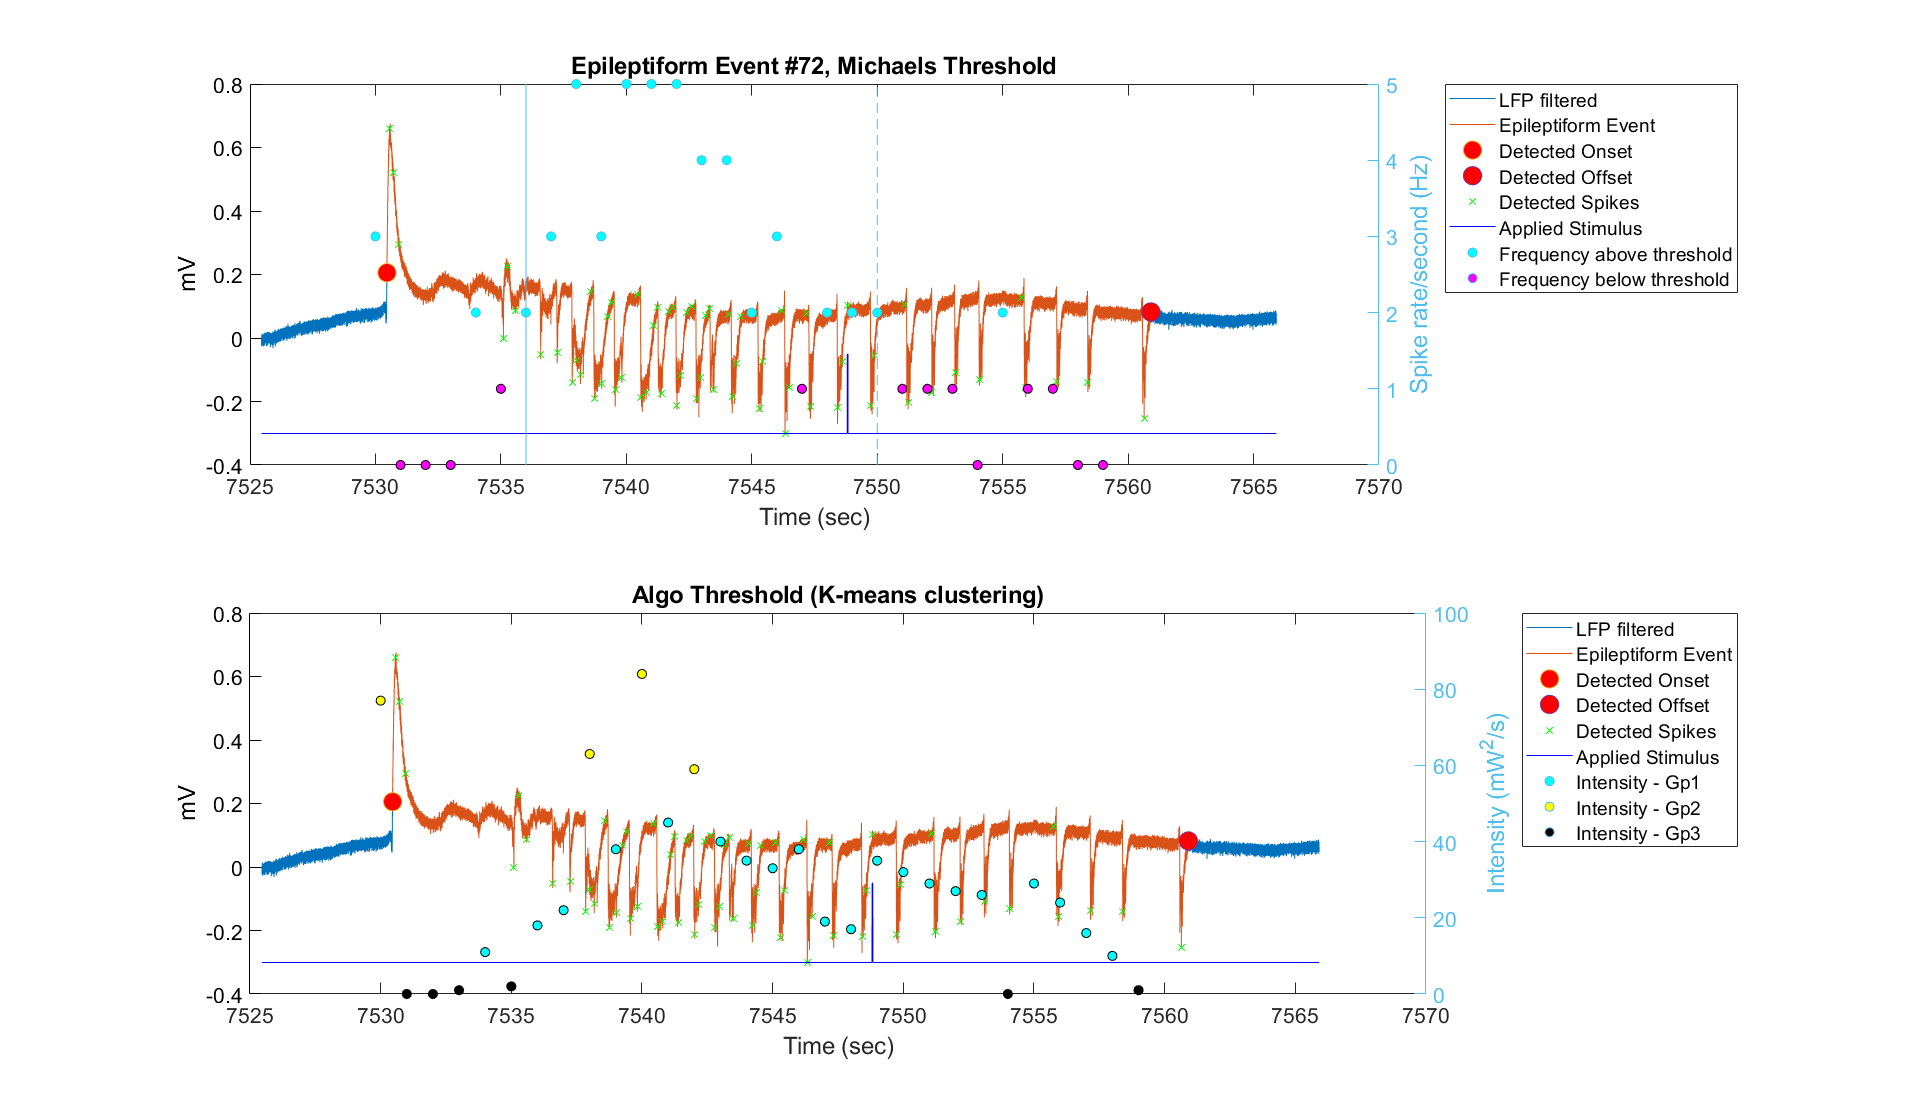 Epileptiform Event #72, Michaels Threshold
0.8
0.6
0.4
0.2
0
-0.2
-0.4
mV
7525
7530
7535
7540
7545
7550
7555
7560
7565
7570
Time (sec)
5
4
3
2
1
0
Spike rate/second (Hz)
LFP filtered
Epileptiform Event
Detected Onset
Detected Offset
Detected Spikes
Applied Stimulus
Frequency above threshold
Frequency below threshold
Algo Threshold (K-means clustering)
0.8
0.6
0.4
0.2
0
-0.2
-0.4
mV
7525
7530
7535
7540
7545
7550
7555
7560
7565
7570
Time (sec)
100
80
60
40
20
0
Intensity (mW²/s)
LFP filtered
Epileptiform Event
Detected Onset
Detected Offset
Detected Spikes
Applied Stimulus
Intensity - Gp1
Intensity - Gp2
Intensity - Gp3